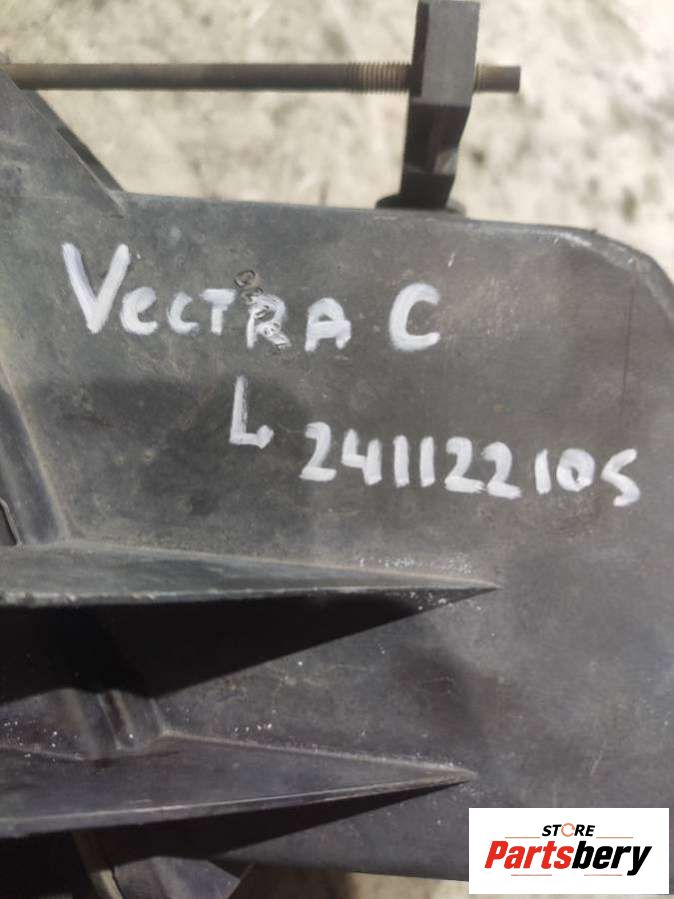 VectRA C
L 241122105
STORE
Partsbery